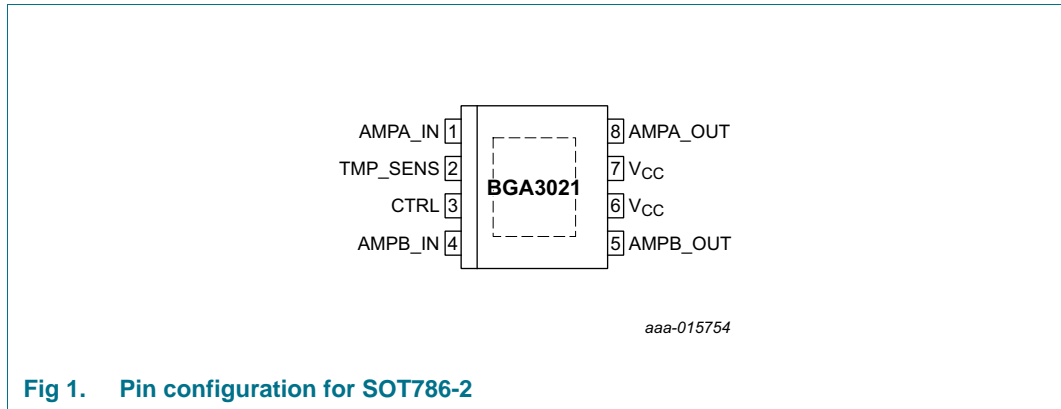 AMPA_IN 1 8 AMPA_OUT
TMP_SENS 2 7 VCC
BGA3021
CTRL 3 6 VCC
AMPB_IN 4 5 AMPB_OUT
aaa-015754
Fig 1. Pin configuration for SOT786-2